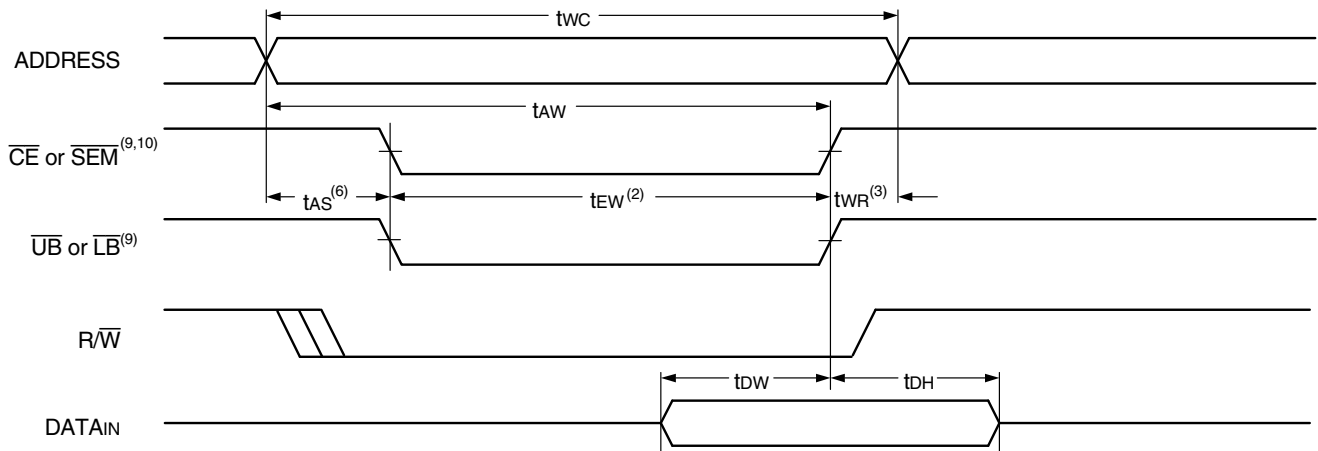 tWC
ADDRESS
tAW
CE or SEM(9,10)
tAS(6) tEW(2) tWR(3)
UB or LB(9)
R/W
tDW tDH
DATAIN